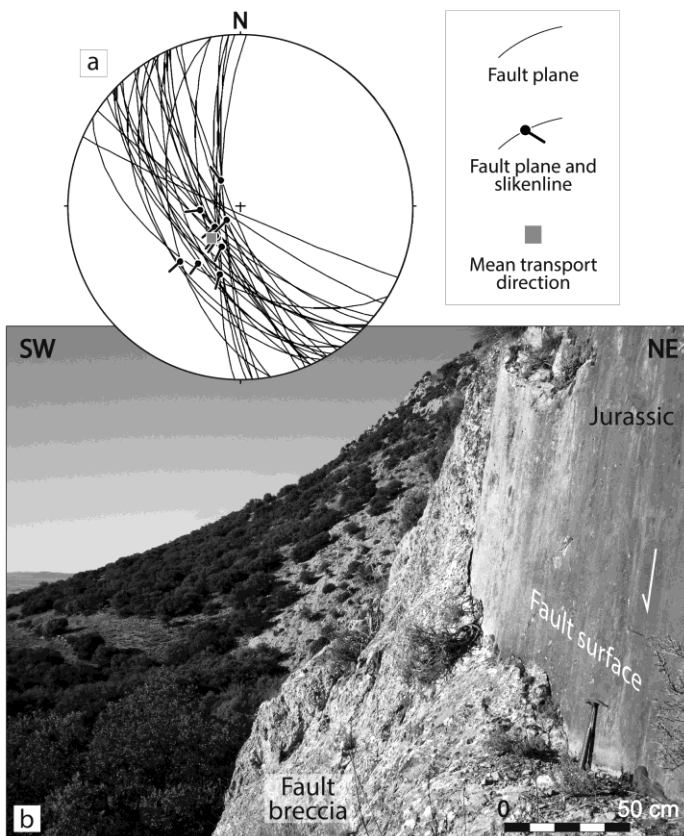 N
a
Fault plane
Fault plane and
slikenline
Mean transport
direction
SW
NE
Jurassic
Fault surface
Fault
breccia
0
50 cm
b